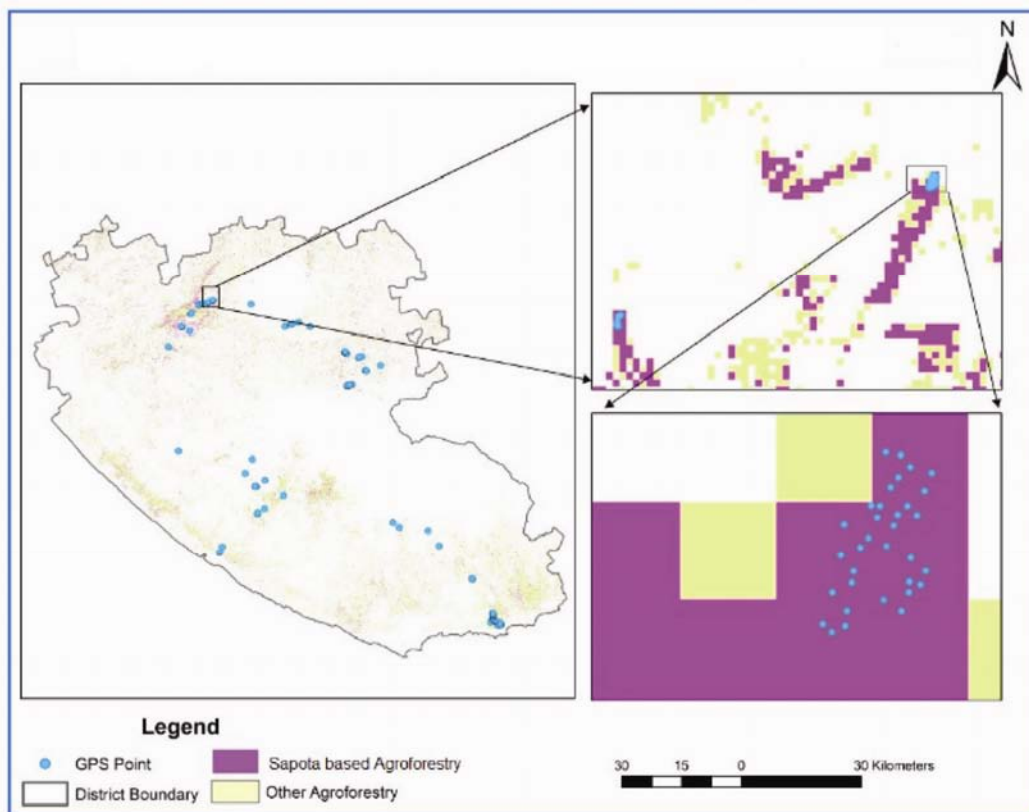 N
Legend
GPS Point
Sapota based Agroforestry
District Boundary
Other Agroforestry
30 15 0 30 Kilometers